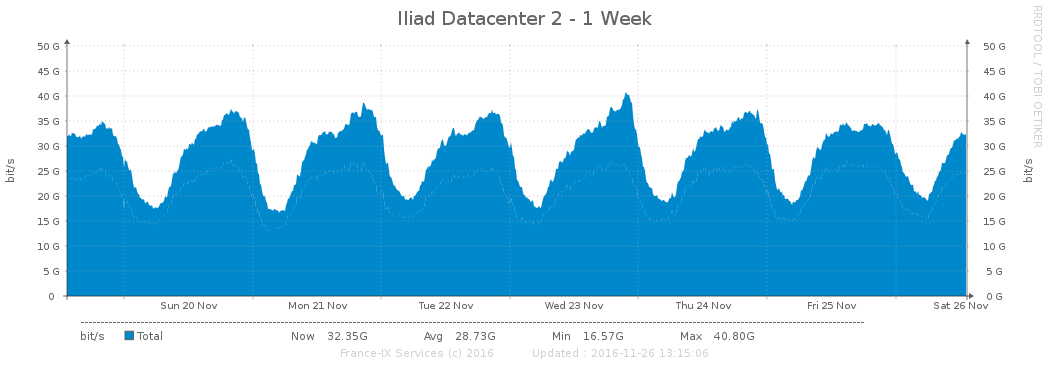 Iliad Datacenter 2 - 1 Week
RRDTOOL / TOBI OETIKER
bit/s
50 G
45 G
40 G
35 G
30 G
25 G
20 G
15 G
10 G
5 G
0
50 G
45 G
40 G
35 G
30 G
25 G
20 G
15 G
10 G
5 G
0 G
bit/s
Sun 20 Nov Mon 21 Nov Tue 22 Nov Wed 23 Nov Thu 24 Nov Fri 25 Nov Sat 26 Nov
bit/s Total Now 32.35G Avg 28.73G Min 16.57G Max 40.80G
France-IX Services (c) 2016 Updated : 2016-11-26 13:15:06